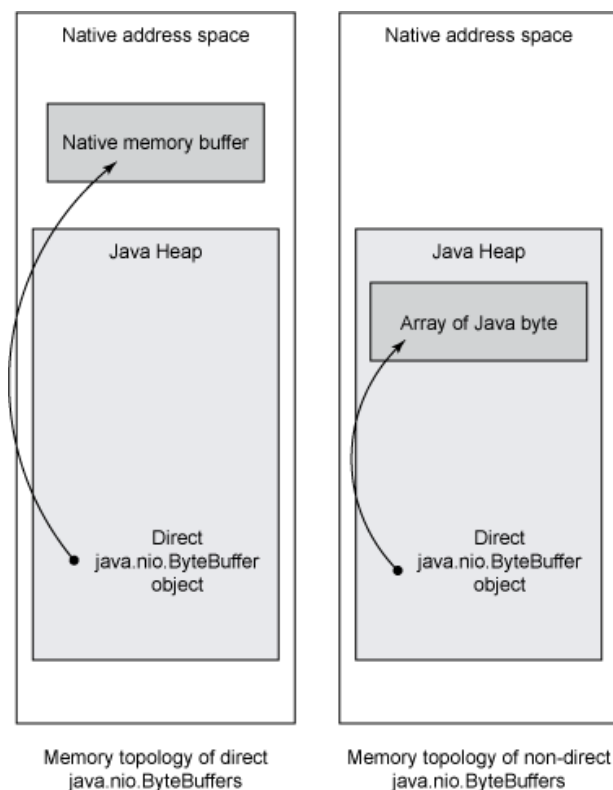 Native address space
Native memory buffer
Java Heap
Direct
java.nio.ByteBuffer
object
Memory topology of direct
java.nio.ByteBuffers
Native address space
Java Heap
Array of Java byte
Direct
java.nio.ByteBuffer
object
Memory topology of non-direct
java.nio.ByteBuffers